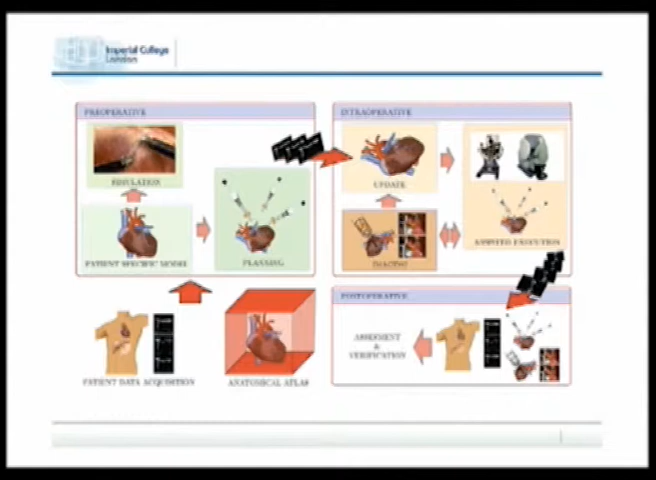 Imperial College
London
PREOPERATIVE
SIMULATION
PATIENT SPECIFIC MODEL
PLANNING
INTRAOPERATIVE
UPDATE
IMAGING
ASSISTED EXECUTION
POSTOPERATIVE
ASSESMENT
&
VERIFICATION
PATIENT DATA ACQUISITION
ANATOMICAL ATLAS